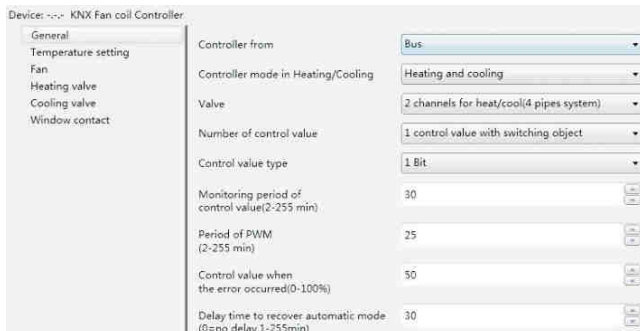 Device: -.-.- KNX Fan coil Controller
General
Temperature setting
Fan
Heating valve
Cooling valve
Window contact
Controller from
Bus
Controller mode in Heating/Cooling
Heating and cooling
Valve
2 channels for heat/cool(4 pipes system)
Number of control value
1 control value with switching object
Control value type
1 Bit
Monitoring period of
control value(2-255 min)
30
Period of PWM
(2-255 min)
25
Control value when
the error occurred(0-100%)
50
Delay time to recover automatic mode
(0=no delay,1-255min)
30